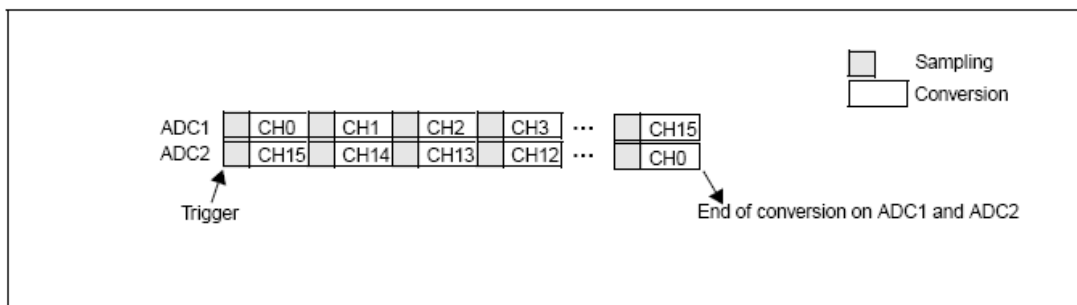 Sampling
Conversion
ADC1 CH0 CH1 CH2 CH3 ... CH15
ADC2 CH15 CH14 CH13 CH12 ... CH0
Trigger
End of conversion on ADC1 and ADC2